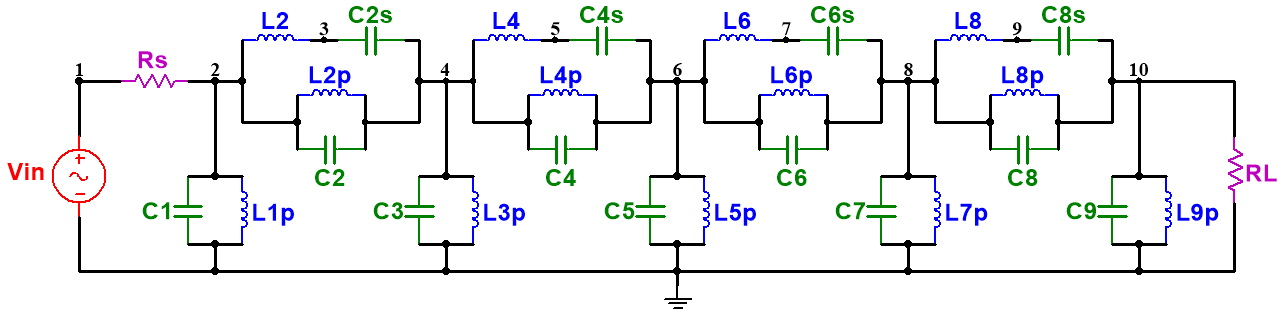 L2 3 C2s L4 5 C4s L6 7 C6s L8 9 C8s
1 Rs 2 L2p 4 L4p 6 L6p 8 L8p 10
Vin + − C2 C4 C6 C8 RL
C1 L1p C3 L3p C5 L5p C7 L7p C9 L9p